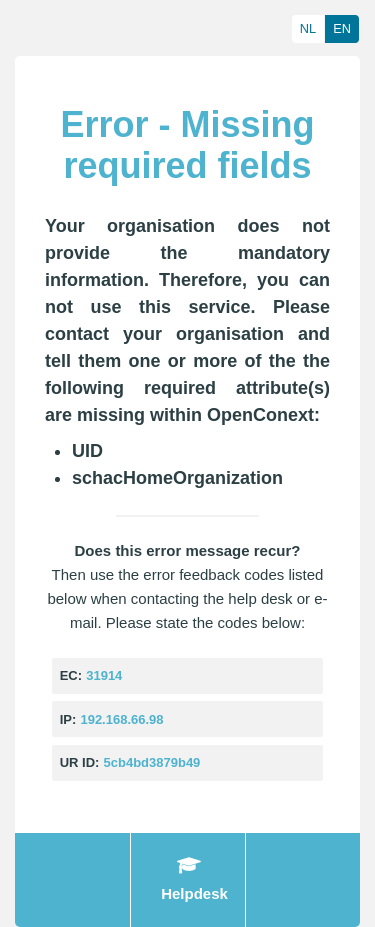 NL EN
Error - Missing
required fields
Your organisation does not
provide the mandatory
information. Therefore, you can
not use this service. Please
contact your organisation and
tell them one or more of the the
following required attribute(s)
are missing within OpenConext:
• UID
• schacHomeOrganization
Does this error message recur?
Then use the error feedback codes listed
below when contacting the help desk or e-
mail. Please state the codes below:
EC: 31914
IP: 192.168.66.98
UR ID: 5cb4bd3879b49
Helpdesk